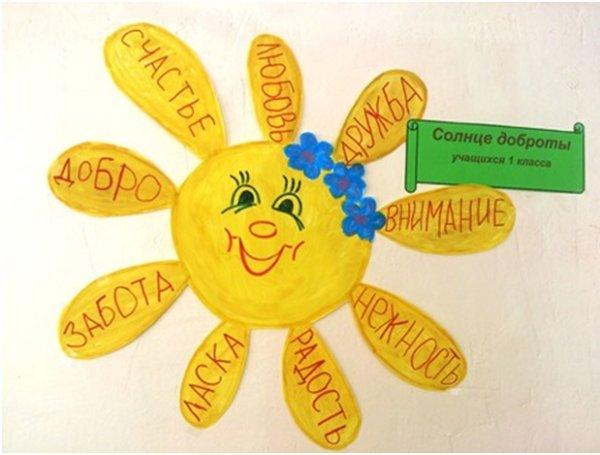 СЧАСТЬЕ
ЛЮБОВЬ
ДРУЖБА
Солнце доброты
учащихся 1 класса
ДОБРО
ВНИМАНИЕ
ЗАБОТА
НЕЖНОСТЬ
ЛАСКА
РАДОСТЬ